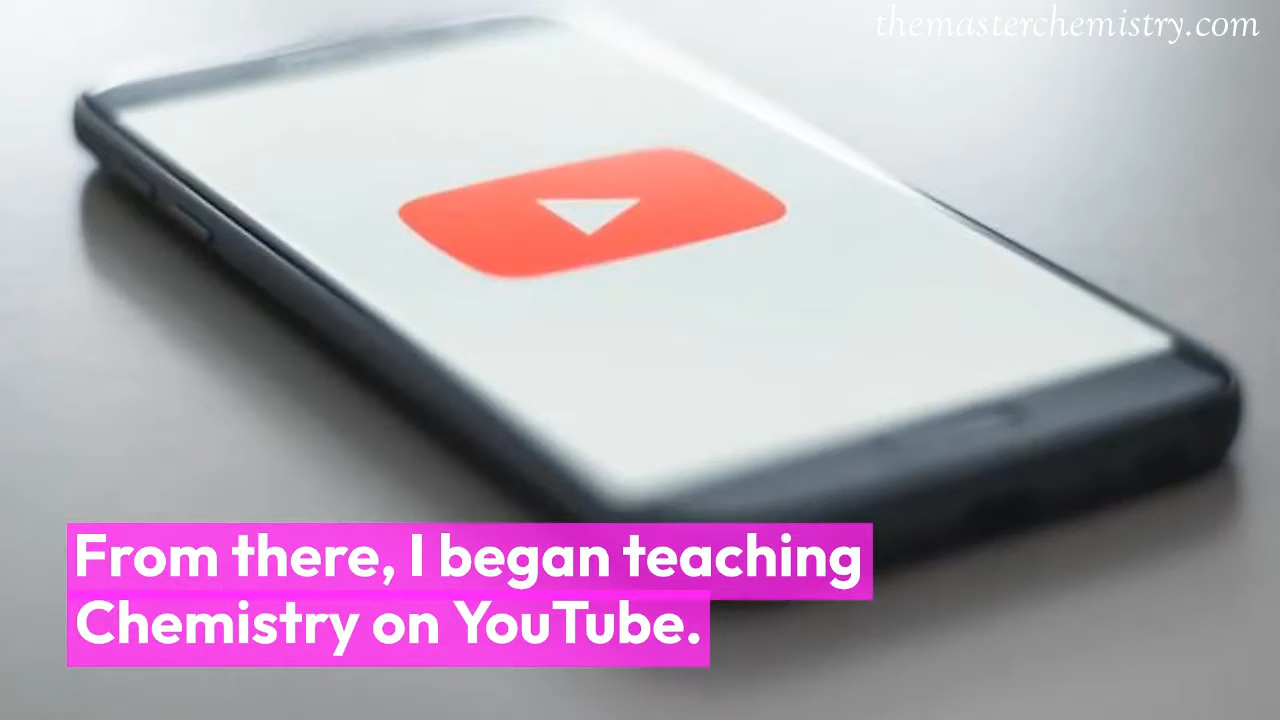 themasterchemistry.com
From there, I began teaching
Chemistry on YouTube.